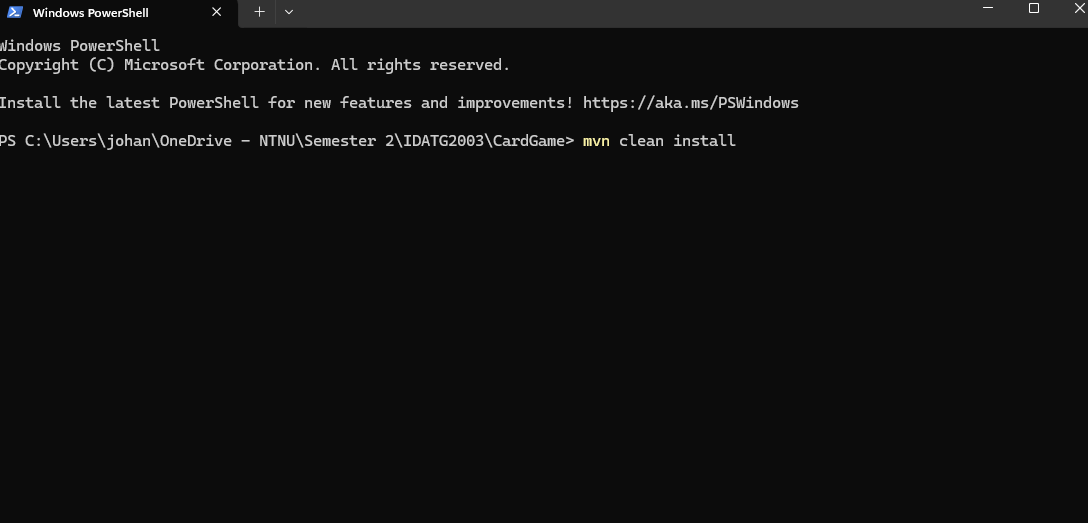 Windows PowerShell
Windows PowerShell
Copyright (C) Microsoft Corporation. All rights reserved.
Install the latest PowerShell for new features and improvements! https://aka.ms/PSWindows
PS C:\Users\johan\OneDrive - NTNU\Semester 2\IDATG2003\CardGame> mvn clean install